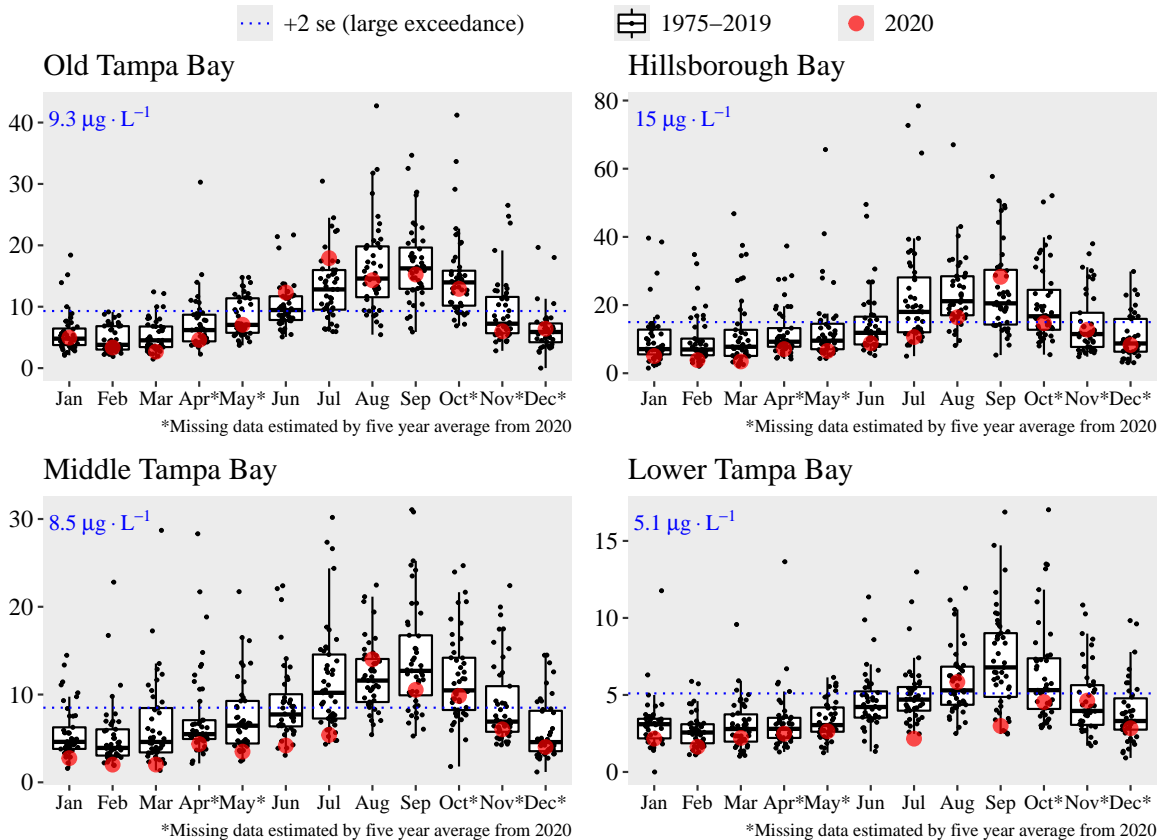 +2 se (large exceedance) 1975–2019 2020
Old Tampa Bay
9.3 μg · L⁻¹
40
30
20
10
0
Jan Feb Mar Apr* May* Jun Jul Aug Sep Oct* Nov* Dec*
*Missing data estimated by five year average from 2020
Hillsborough Bay
15 μg · L⁻¹
80
60
40
20
0
Jan Feb Mar Apr* May* Jun Jul Aug Sep Oct* Nov* Dec*
*Missing data estimated by five year average from 2020
Middle Tampa Bay
8.5 μg · L⁻¹
30
20
10
0
Jan Feb Mar Apr* May* Jun Jul Aug Sep Oct* Nov* Dec*
*Missing data estimated by five year average from 2020
Lower Tampa Bay
5.1 μg · L⁻¹
15
10
5
0
Jan Feb Mar Apr* May* Jun Jul Aug Sep Oct* Nov* Dec*
*Missing data estimated by five year average from 2020